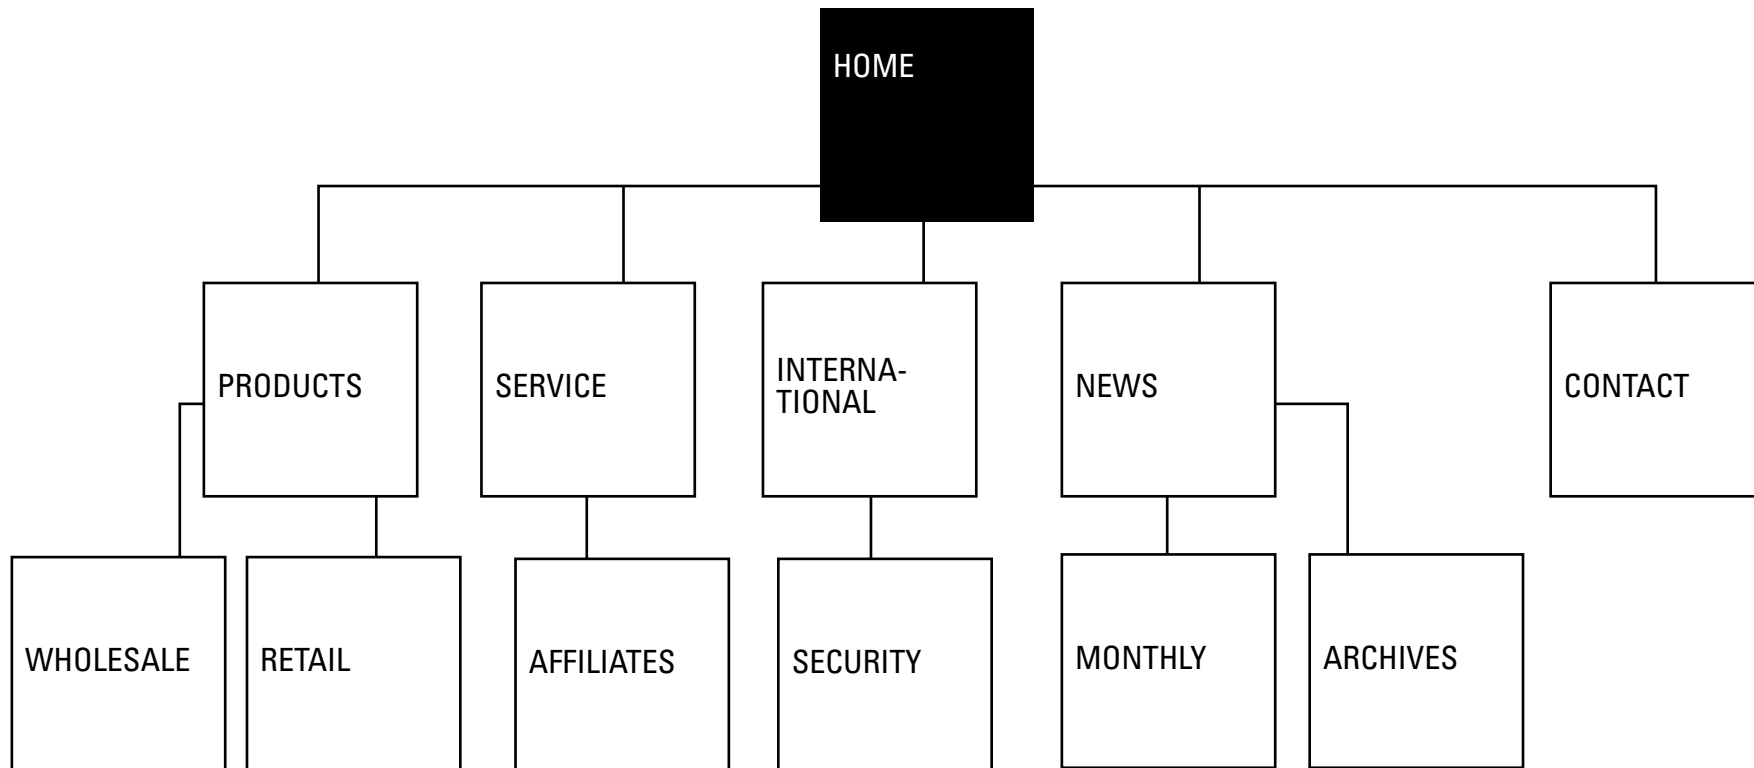 HOME
PRODUCTS
SERVICE
INTERNA-
TIONAL
NEWS
CONTACT
WHOLESALE
RETAIL
AFFILIATES
SECURITY
MONTHLY
ARCHIVES